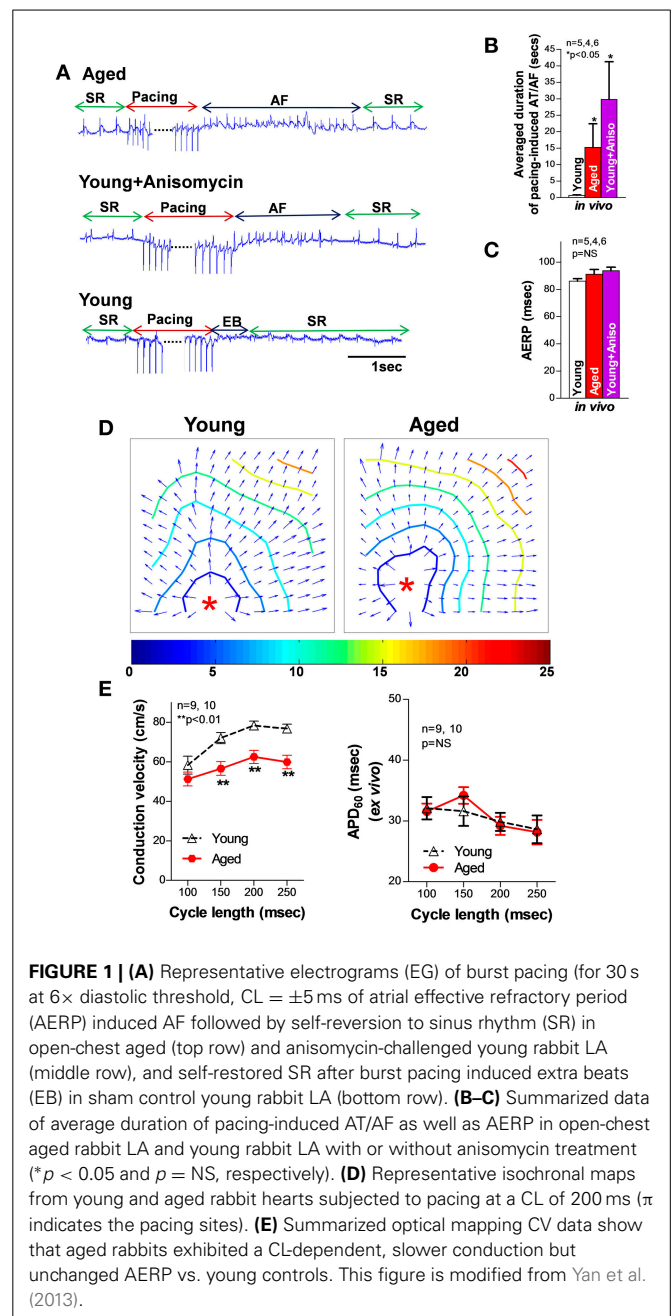 A
Aged
SR Pacing AF SR
Young+Anisomycin
SR Pacing AF SR
Young
SR Pacing EB SR
1sec
B
n=5,4,6
*p<0.05
Averaged duration
of pacing-induced AT/AF (secs)
45
40
35
30
25
20
15
10
5
0
*
*
Young
Aged
Young+Aniso
in vivo
C
n=5,4,6
p=NS
AERP (msec)
100
80
60
40
20
0
Young
Aged
Young+Aniso
in vivo
D
Young Aged
*
*
0 5 10 15 20 25
E
n=9, 10
**p<0.01
Conduction velocity (cm/s)
80
60
40
20
0
** ** **
Young
Aged
100 150 200 250
Cycle length (msec)
n=9, 10
p=NS
APD60 (msec)
(ex vivo)
50
40
30
20
Young
Aged
100 150 200 250
Cycle length (msec)
FIGURE 1 | (A) Representative electrograms (EG) of burst pacing (for 30 s
at 6× diastolic threshold, CL = ±5 ms of atrial effective refractory period
(AERP) induced AF followed by self-reversion to sinus rhythm (SR) in
open-chest aged (top row) and anisomycin-challenged young rabbit LA
(middle row), and self-restored SR after burst pacing induced extra beats
(EB) in sham control young rabbit LA (bottom row). (B–C) Summarized data
of average duration of pacing-induced AT/AF as well as AERP in open-chest
aged rabbit LA and young rabbit LA with or without anisomycin treatment
(*p < 0.05 and p = NS, respectively). (D) Representative isochronal maps
from young and aged rabbit hearts subjected to pacing at a CL of 200 ms (π
indicates the pacing sites). (E) Summarized optical mapping CV data show
that aged rabbits exhibited a CL-dependent, slower conduction but
unchanged AERP vs. young controls. This figure is modified from Yan et al.
(2013).